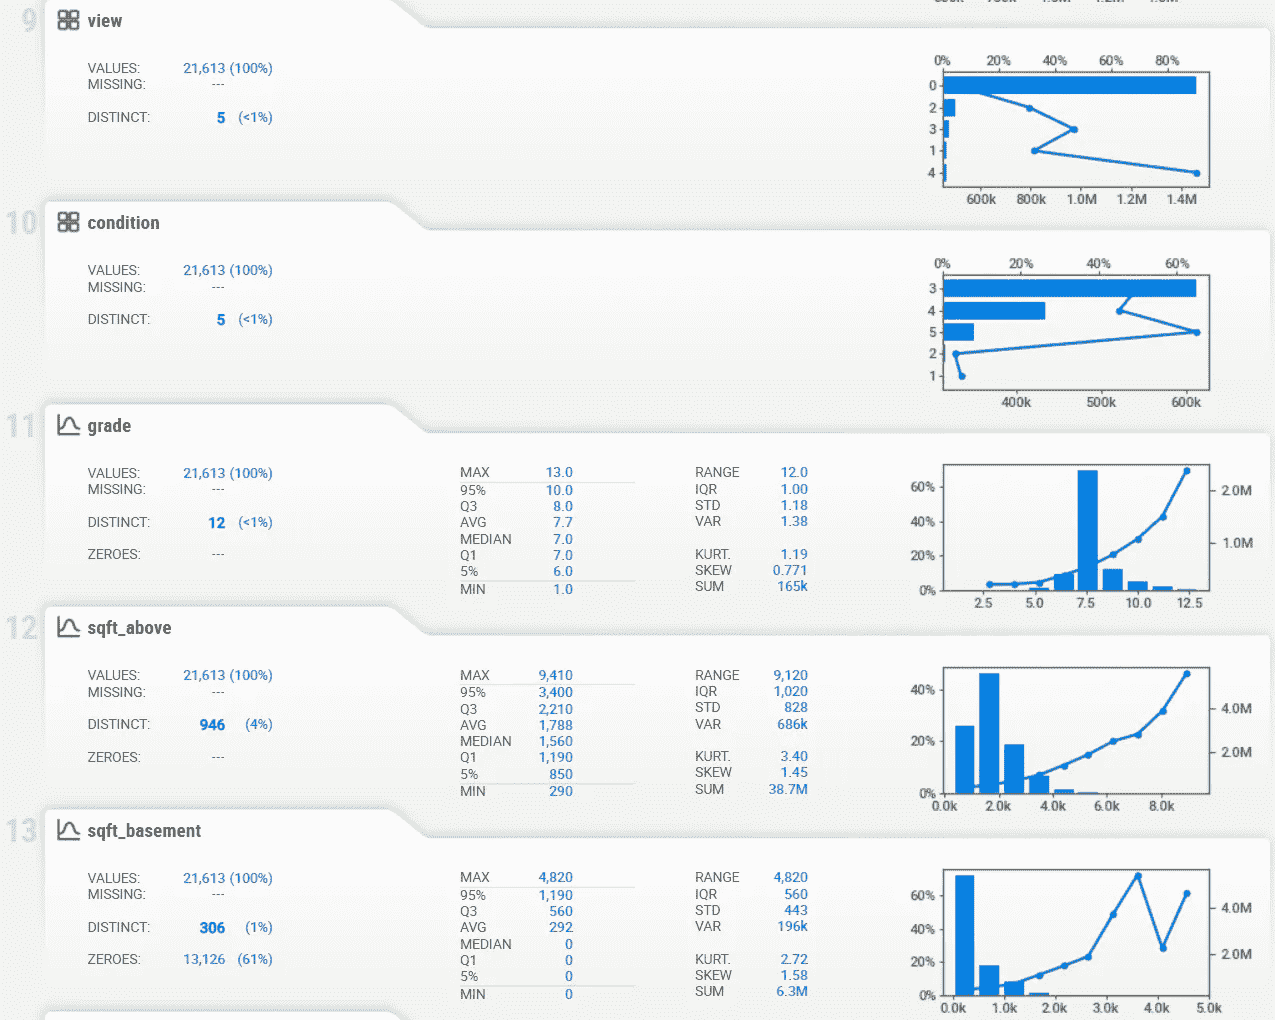 9 view
VALUES: 21,613 (100%)
MISSING: ---
DISTINCT: 5 (<1%)
0% 20% 40% 60% 80%
0
2
3
1
4
600k 800k 1.0M 1.2M 1.4M
10 condition
VALUES: 21,613 (100%)
MISSING: ---
DISTINCT: 5 (<1%)
0% 20% 40% 60%
3
4
5
2
1
400k 500k 600k
11 grade
VALUES: 21,613 (100%)
MISSING: ---
DISTINCT: 12 (<1%)
ZEROES: ---
MAX 13.0
95% 10.0
Q3 8.0
AVG 7.7
MEDIAN 7.0
Q1 7.0
5% 6.0
MIN 1.0
RANGE 12.0
IQR 1.00
STD 1.18
VAR 1.38
KURT. 1.19
SKEW 0.771
SUM 165k
60% 2.0M
40% 1.0M
20%
0%
2.5 5.0 7.5 10.0 12.5
12 sqft_above
VALUES: 21,613 (100%)
MISSING: ---
DISTINCT: 946 (4%)
ZEROES: ---
MAX 9,410
95% 3,400
Q3 2,210
AVG 1,788
MEDIAN 1,560
Q1 1,190
5% 850
MIN 290
RANGE 9,120
IQR 1,020
STD 828
VAR 686k
KURT. 3.40
SKEW 1.45
SUM 38.7M
40% 4.0M
20% 2.0M
0%
0.0k 2.0k 4.0k 6.0k 8.0k
13 sqft_basement
VALUES: 21,613 (100%)
MISSING: ---
DISTINCT: 306 (1%)
ZEROES: 13,126 (61%)
MAX 4,820
95% 1,190
Q3 560
AVG 292
MEDIAN 0
Q1 0
5% 0
MIN 0
RANGE 4,820
IQR 560
STD 443
VAR 196k
KURT. 2.72
SKEW 1.58
SUM 6.3M
60% 4.0M
40%
20% 2.0M
0%
0.0k 1.0k 2.0k 3.0k 4.0k 5.0k